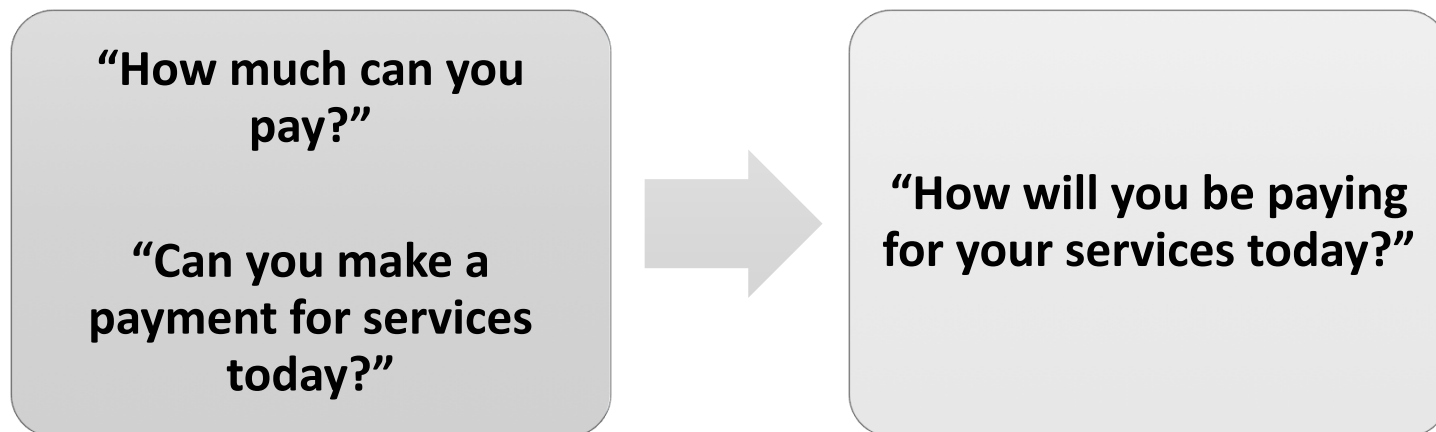 “How much can you
pay?”
“Can you make a
payment for services
today?”
“How will you be paying
for your services today?”